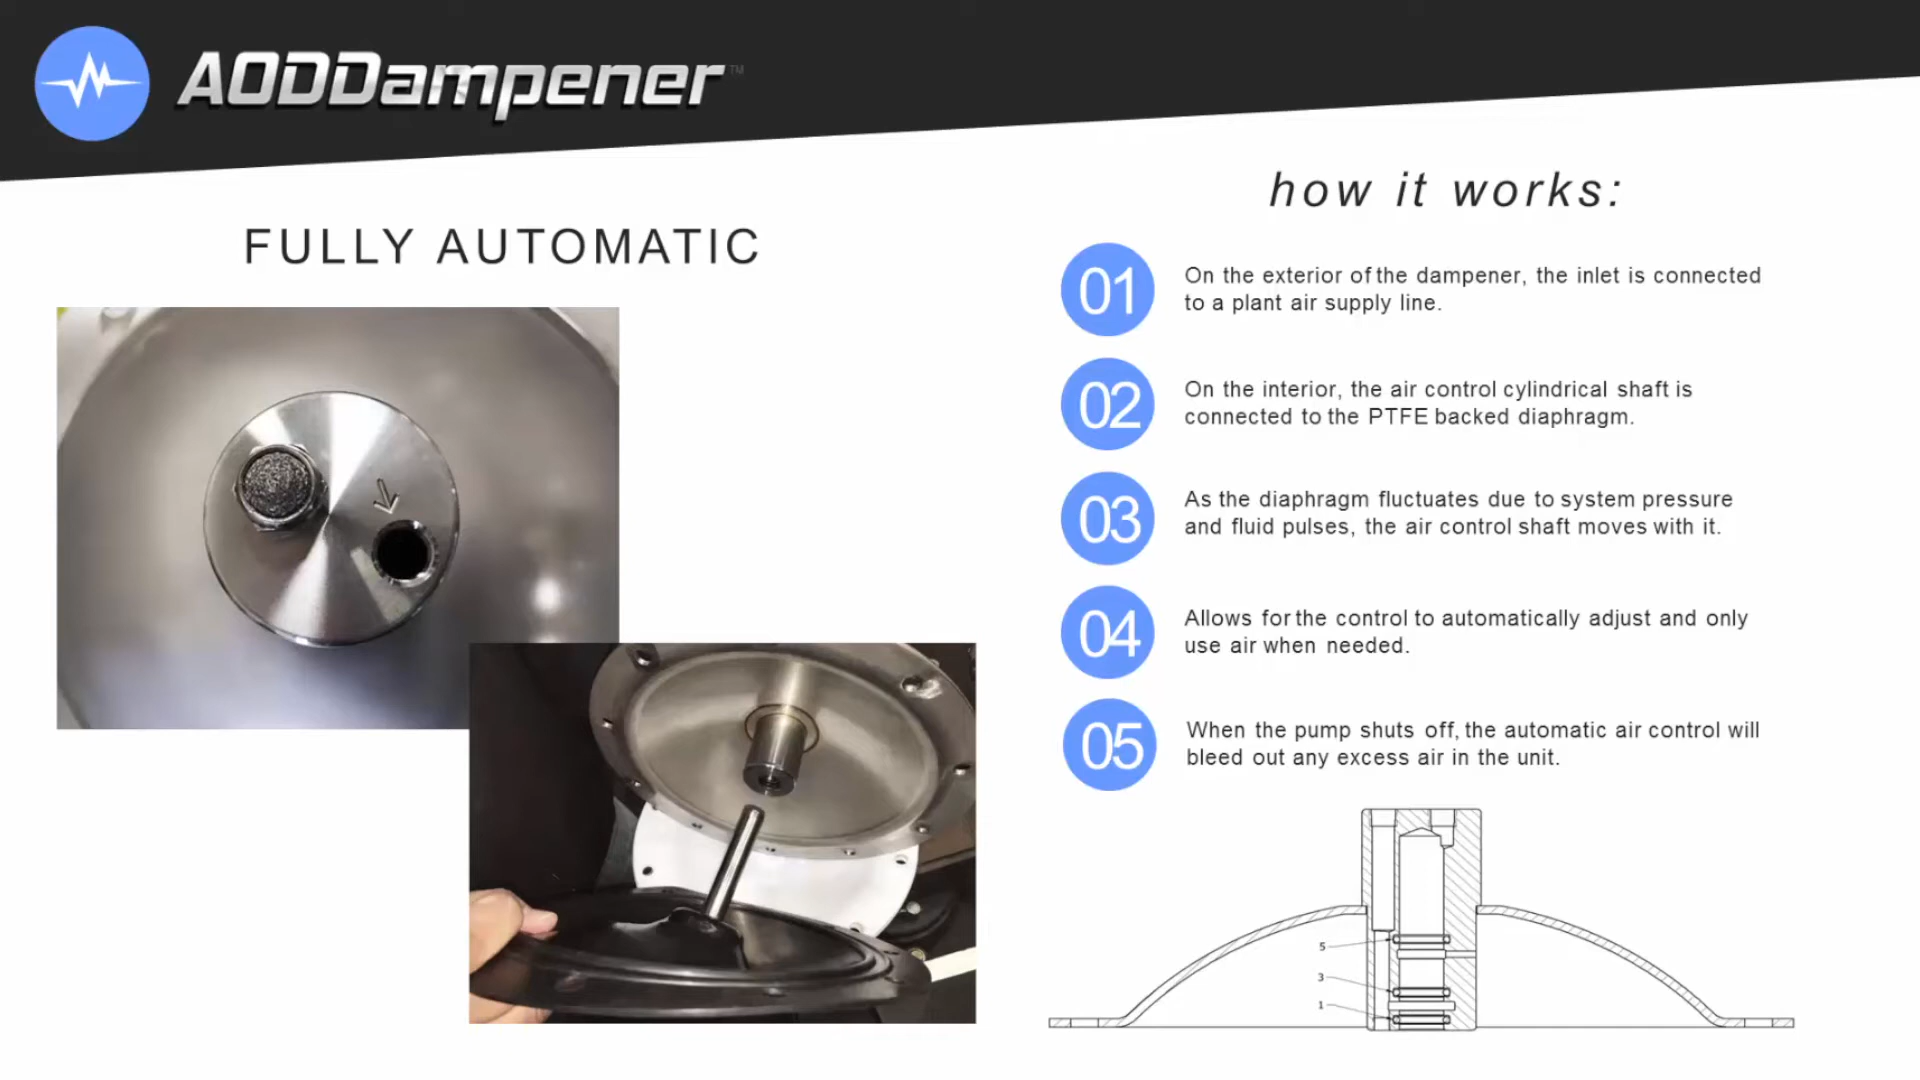 AODDampener™
FULLY AUTOMATIC
how it works:
01
On the exterior of the dampener, the inlet is connected
to a plant air supply line.
02
On the interior, the air control cylindrical shaft is
connected to the PTFE backed diaphragm.
03
As the diaphragm fluctuates due to system pressure
and fluid pulses, the air control shaft moves with it.
04
Allows for the control to automatically adjust and only
use air when needed.
05
When the pump shuts off, the automatic air control will
bleed out any excess air in the unit.
5
3
1